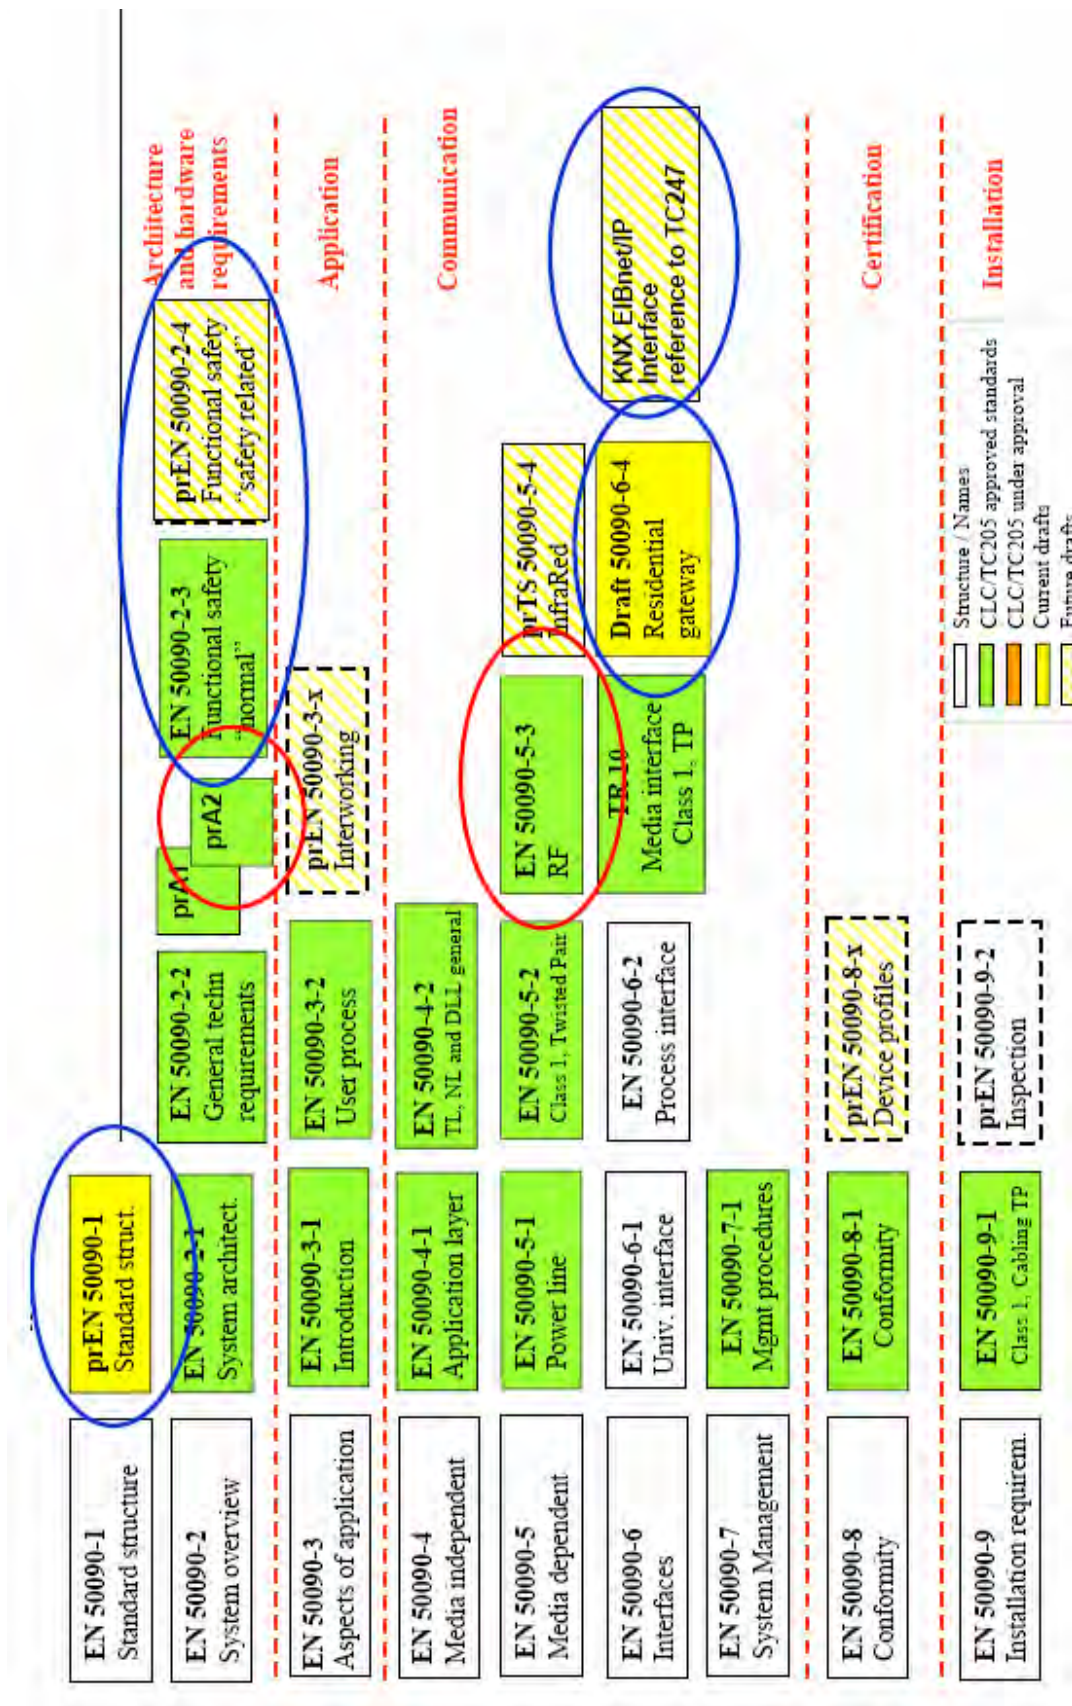 EN 50090-1
Standard structure
prEN 50090-1
Standard struct.
EN 50090-2
System overview
EN 50090-2-1
System architect.
EN 50090-2-2
General techn
requirements
prA1
prA2
EN 50090-2-3
Functional safety
“normal”
prEN 50090-2-4
Functional safety
“safety related”
Architecture
and hardware
requirements
EN 50090-3
Aspects of application
EN 50090-3-1
Introduction
EN 50090-3-2
User process
prEN 50090-3-x
Interworking
Application
EN 50090-4
Media independent
EN 50090-4-1
Application layer
EN 50090-4-2
TL, NL and DLL general
Communication
EN 50090-5
Media dependent
EN 50090-5-1
Power line
EN 50090-5-2
Class 1, Twisted Pair
EN 50090-5-3
RF
prTS 50090-5-4
InfraRed
EN 50090-6
Interfaces
EN 50090-6-1
Univ. interface
EN 50090-6-2
Process interface
TR 10
Media interface
Class 1, TP
Draft 50090-6-4
Residential
gateway
KNX EIBnet/IP
Interface
reference to TC247
EN 50090-7
System Management
EN 50090-7-1
Mgmt procedures
EN 50090-8
Conformity
EN 50090-8-1
Conformity
prEN 50090-8-x
Device profiles
Certification
EN 50090-9
Installation requirem.
EN 50090-9-1
Class 1, Cabling TP
prEN 50090-9-2
Inspection
Installation
Structure / Names
CLC/TC205 approved standards
CLC/TC205 under approval
Current drafts
Future drafts